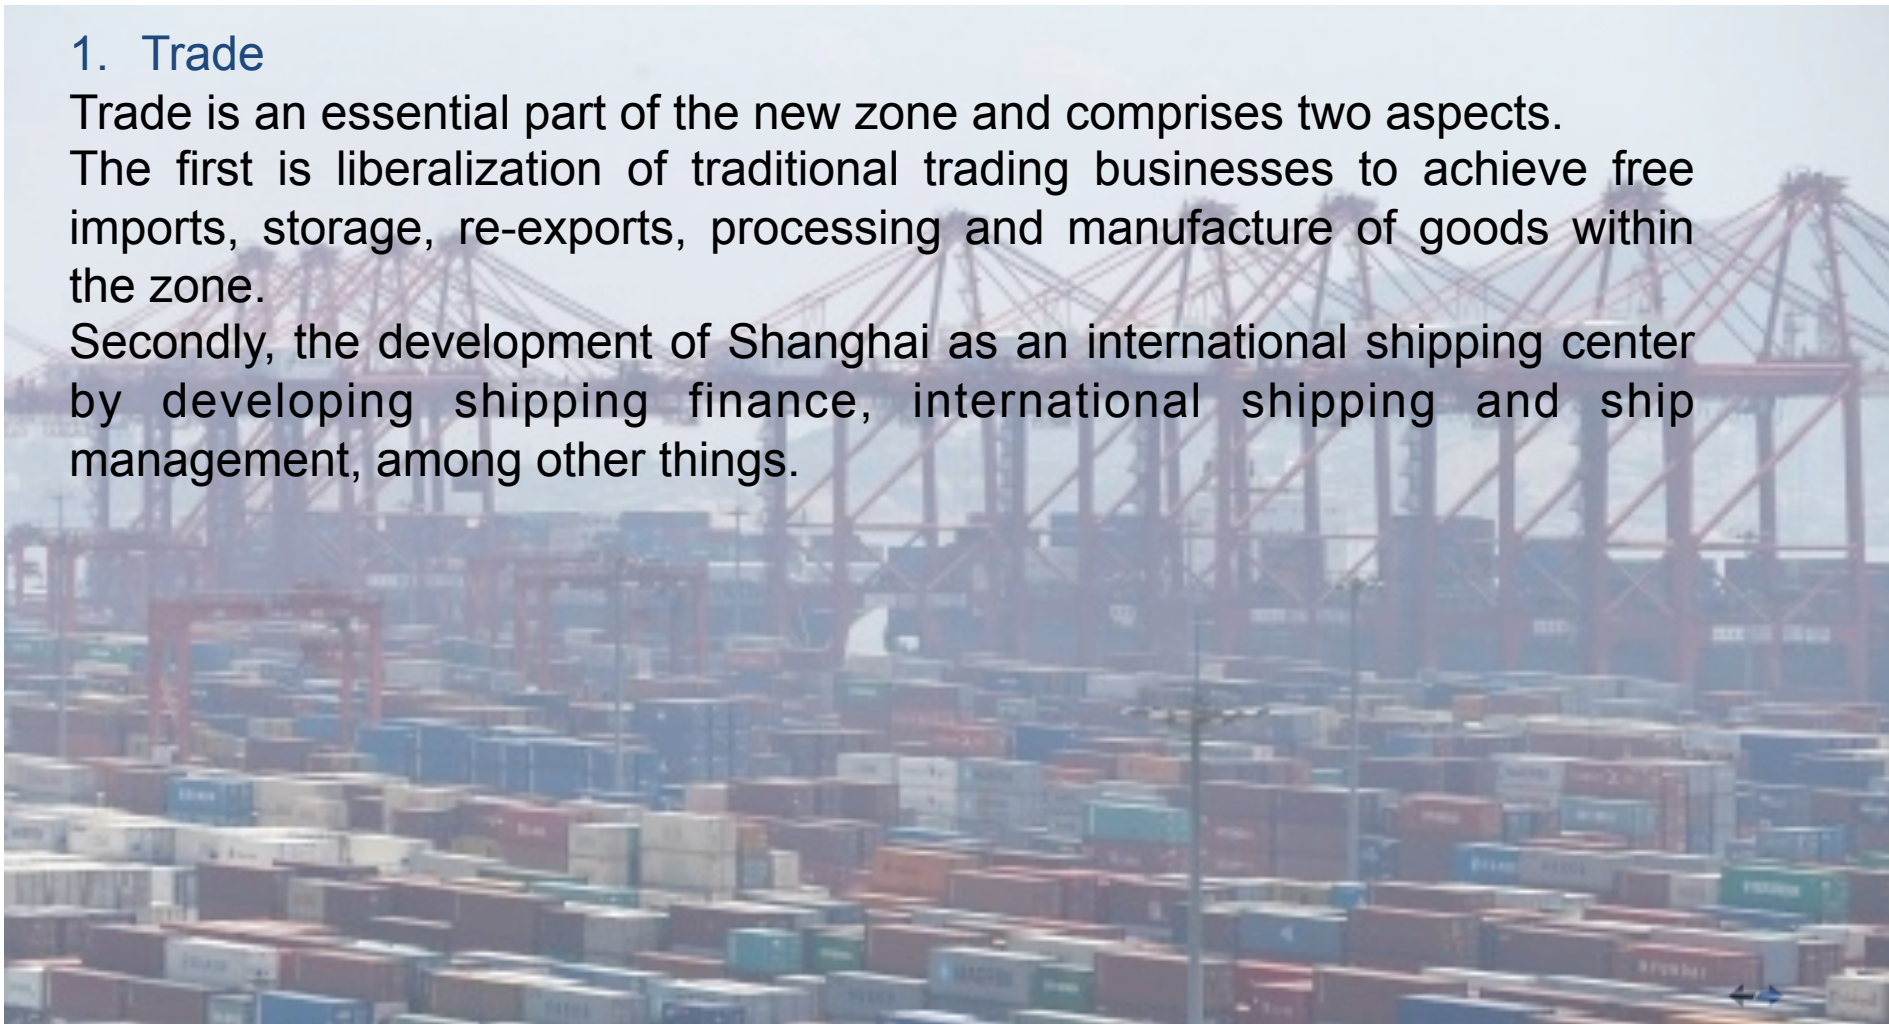 1. Trade
Trade is an essential part of the new zone and comprises two aspects.
The first is liberalization of traditional trading businesses to achieve free
imports, storage, re-exports, processing and manufacture of goods within
the zone.
Secondly, the development of Shanghai as an international shipping center
by developing shipping finance, international shipping and ship
management, among other things.